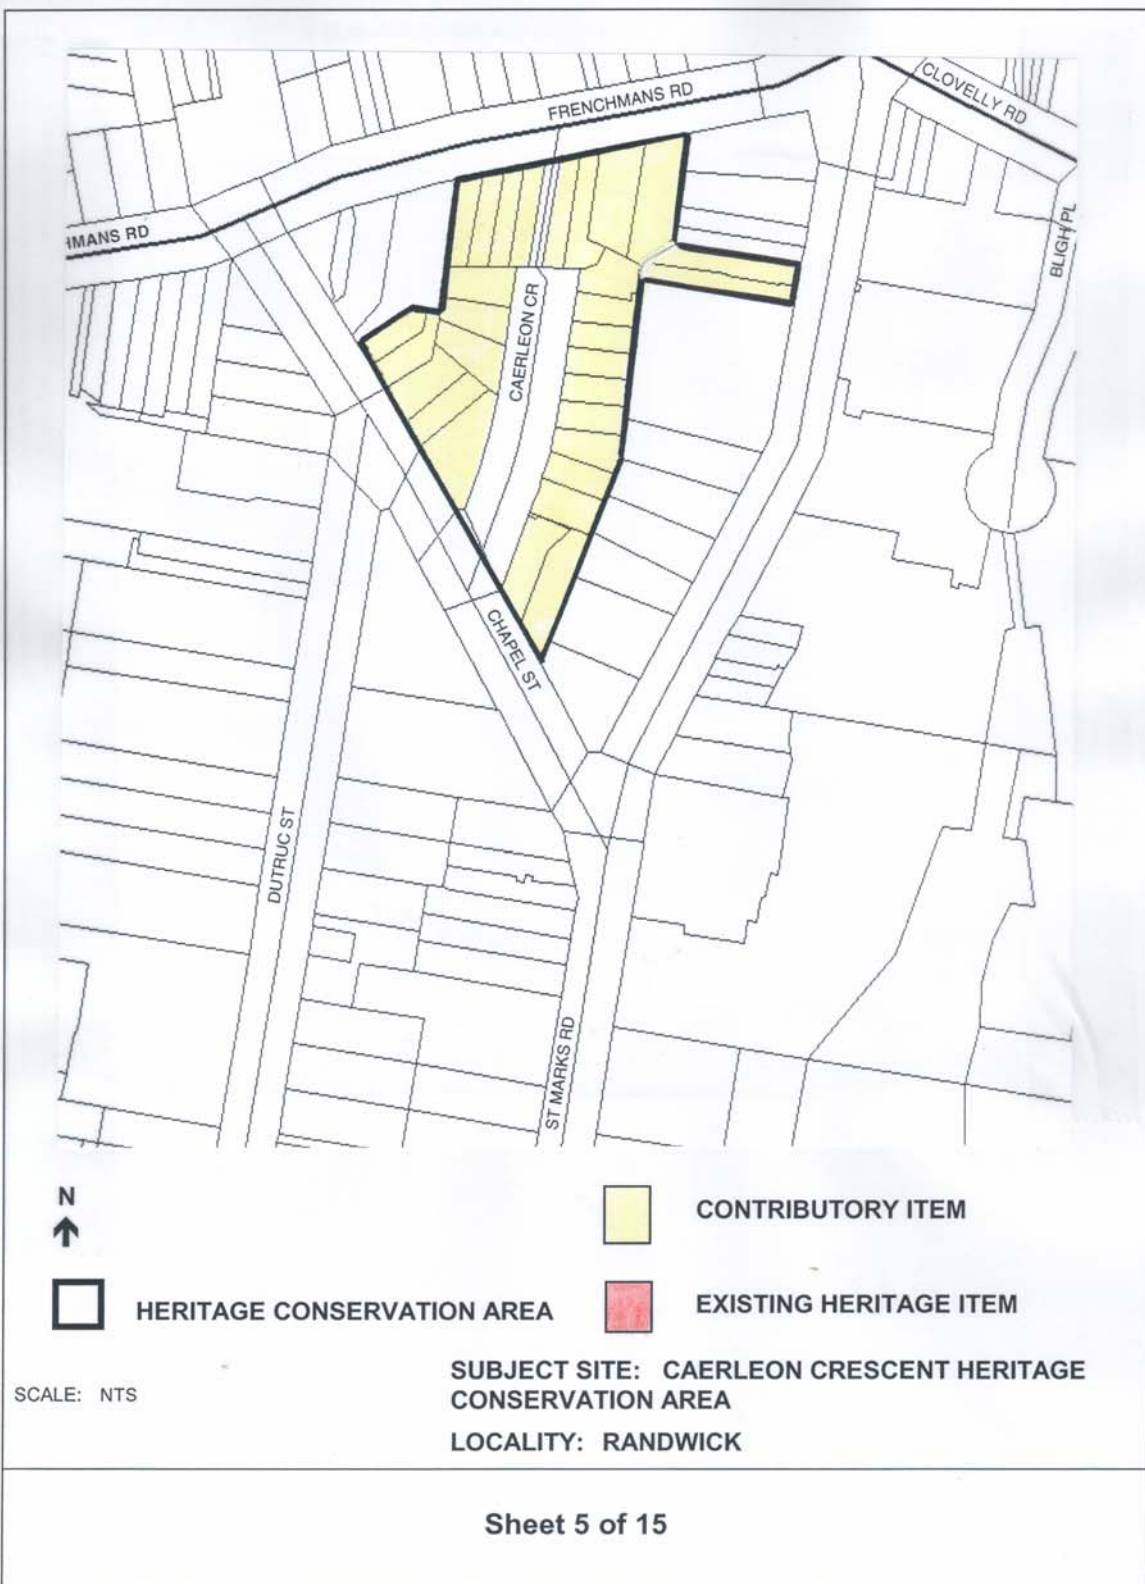 FRENCHMANS RD
CLOVELLY RD
HMANS RD
BLIGH PL
CAERLEON CR
CHAPEL ST
DUTRUC ST
ST MARKS RD
N
CONTRIBUTORY ITEM
HERITAGE CONSERVATION AREA
EXISTING HERITAGE ITEM
SCALE: NTS
SUBJECT SITE: CAERLEON CRESCENT HERITAGE
CONSERVATION AREA
LOCALITY: RANDWICK
Sheet 5 of 15